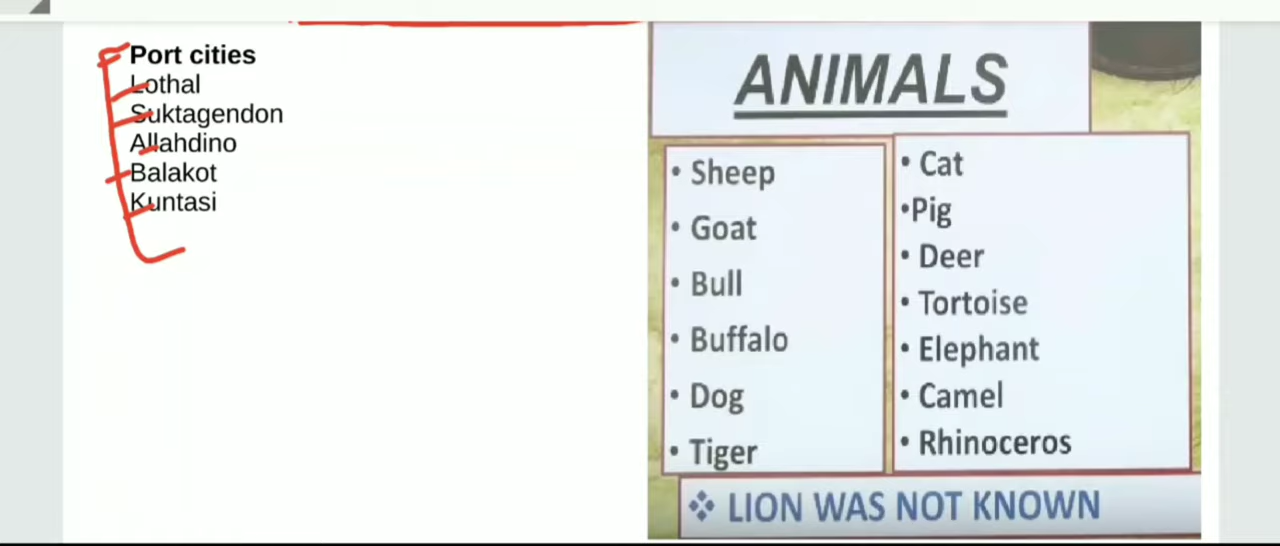 Port cities
Lothal
Suktagendon
Allahdino
Balakot
Kuntasi
ANIMALS
• Sheep
• Goat
• Bull
• Buffalo
• Dog
• Tiger
• Cat
•Pig
• Deer
• Tortoise
• Elephant
• Camel
• Rhinoceros
❖ LION WAS NOT KNOWN